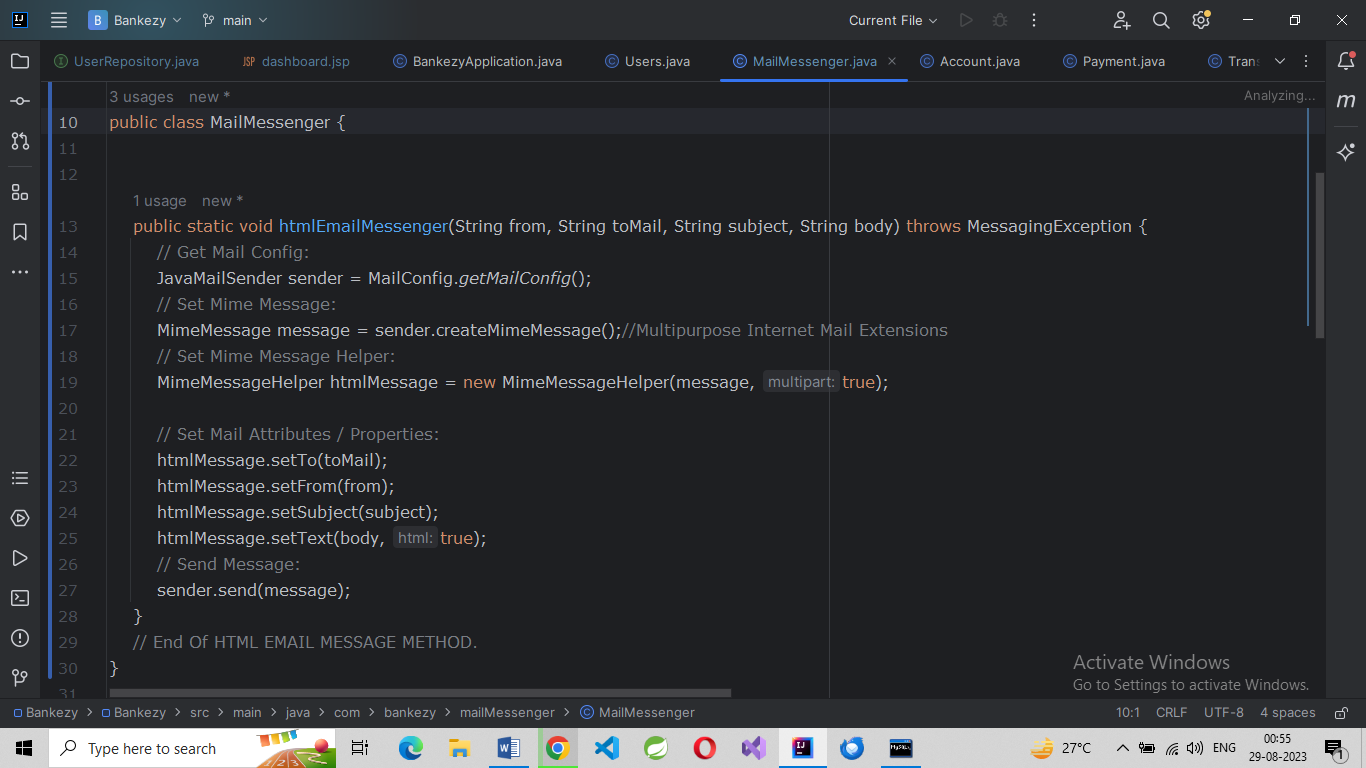 B Bankezy main Current File
UserRepository.java JSP dashboard.jsp BankezyApplication.java Users.java MailMessenger.java Account.java Payment.java Tran
3 usages new *
Analyzing...
10 public class MailMessenger {
11
12
1 usage new *
13 public static void htmlEmailMessenger(String from, String toMail, String subject, String body) throws MessagingException {
14 // Get Mail Config:
15 JavaMailSender sender = MailConfig.getMailConfig();
16 // Set Mime Message:
17 MimeMessage message = sender.createMimeMessage();//Multipurpose Internet Mail Extensions
18 // Set Mime Message Helper:
19 MimeMessageHelper htmlMessage = new MimeMessageHelper(message, multipart: true);
20
21 // Set Mail Attributes / Properties:
22 htmlMessage.setTo(toMail);
23 htmlMessage.setFrom(from);
24 htmlMessage.setSubject(subject);
25 htmlMessage.setText(body, html: true);
26 // Send Message:
27 sender.send(message);
28 }
29 // End Of HTML EMAIL MESSAGE METHOD.
30 }
31
Activate Windows
Go to Settings to activate Windows.
Bankezy > Bankezy > src > main > java > com > bankezy > mailMessenger > MailMessenger 10:1 CRLF UTF-8 4 spaces
Type here to search 27°C ENG 00:55
29-08-2023
1